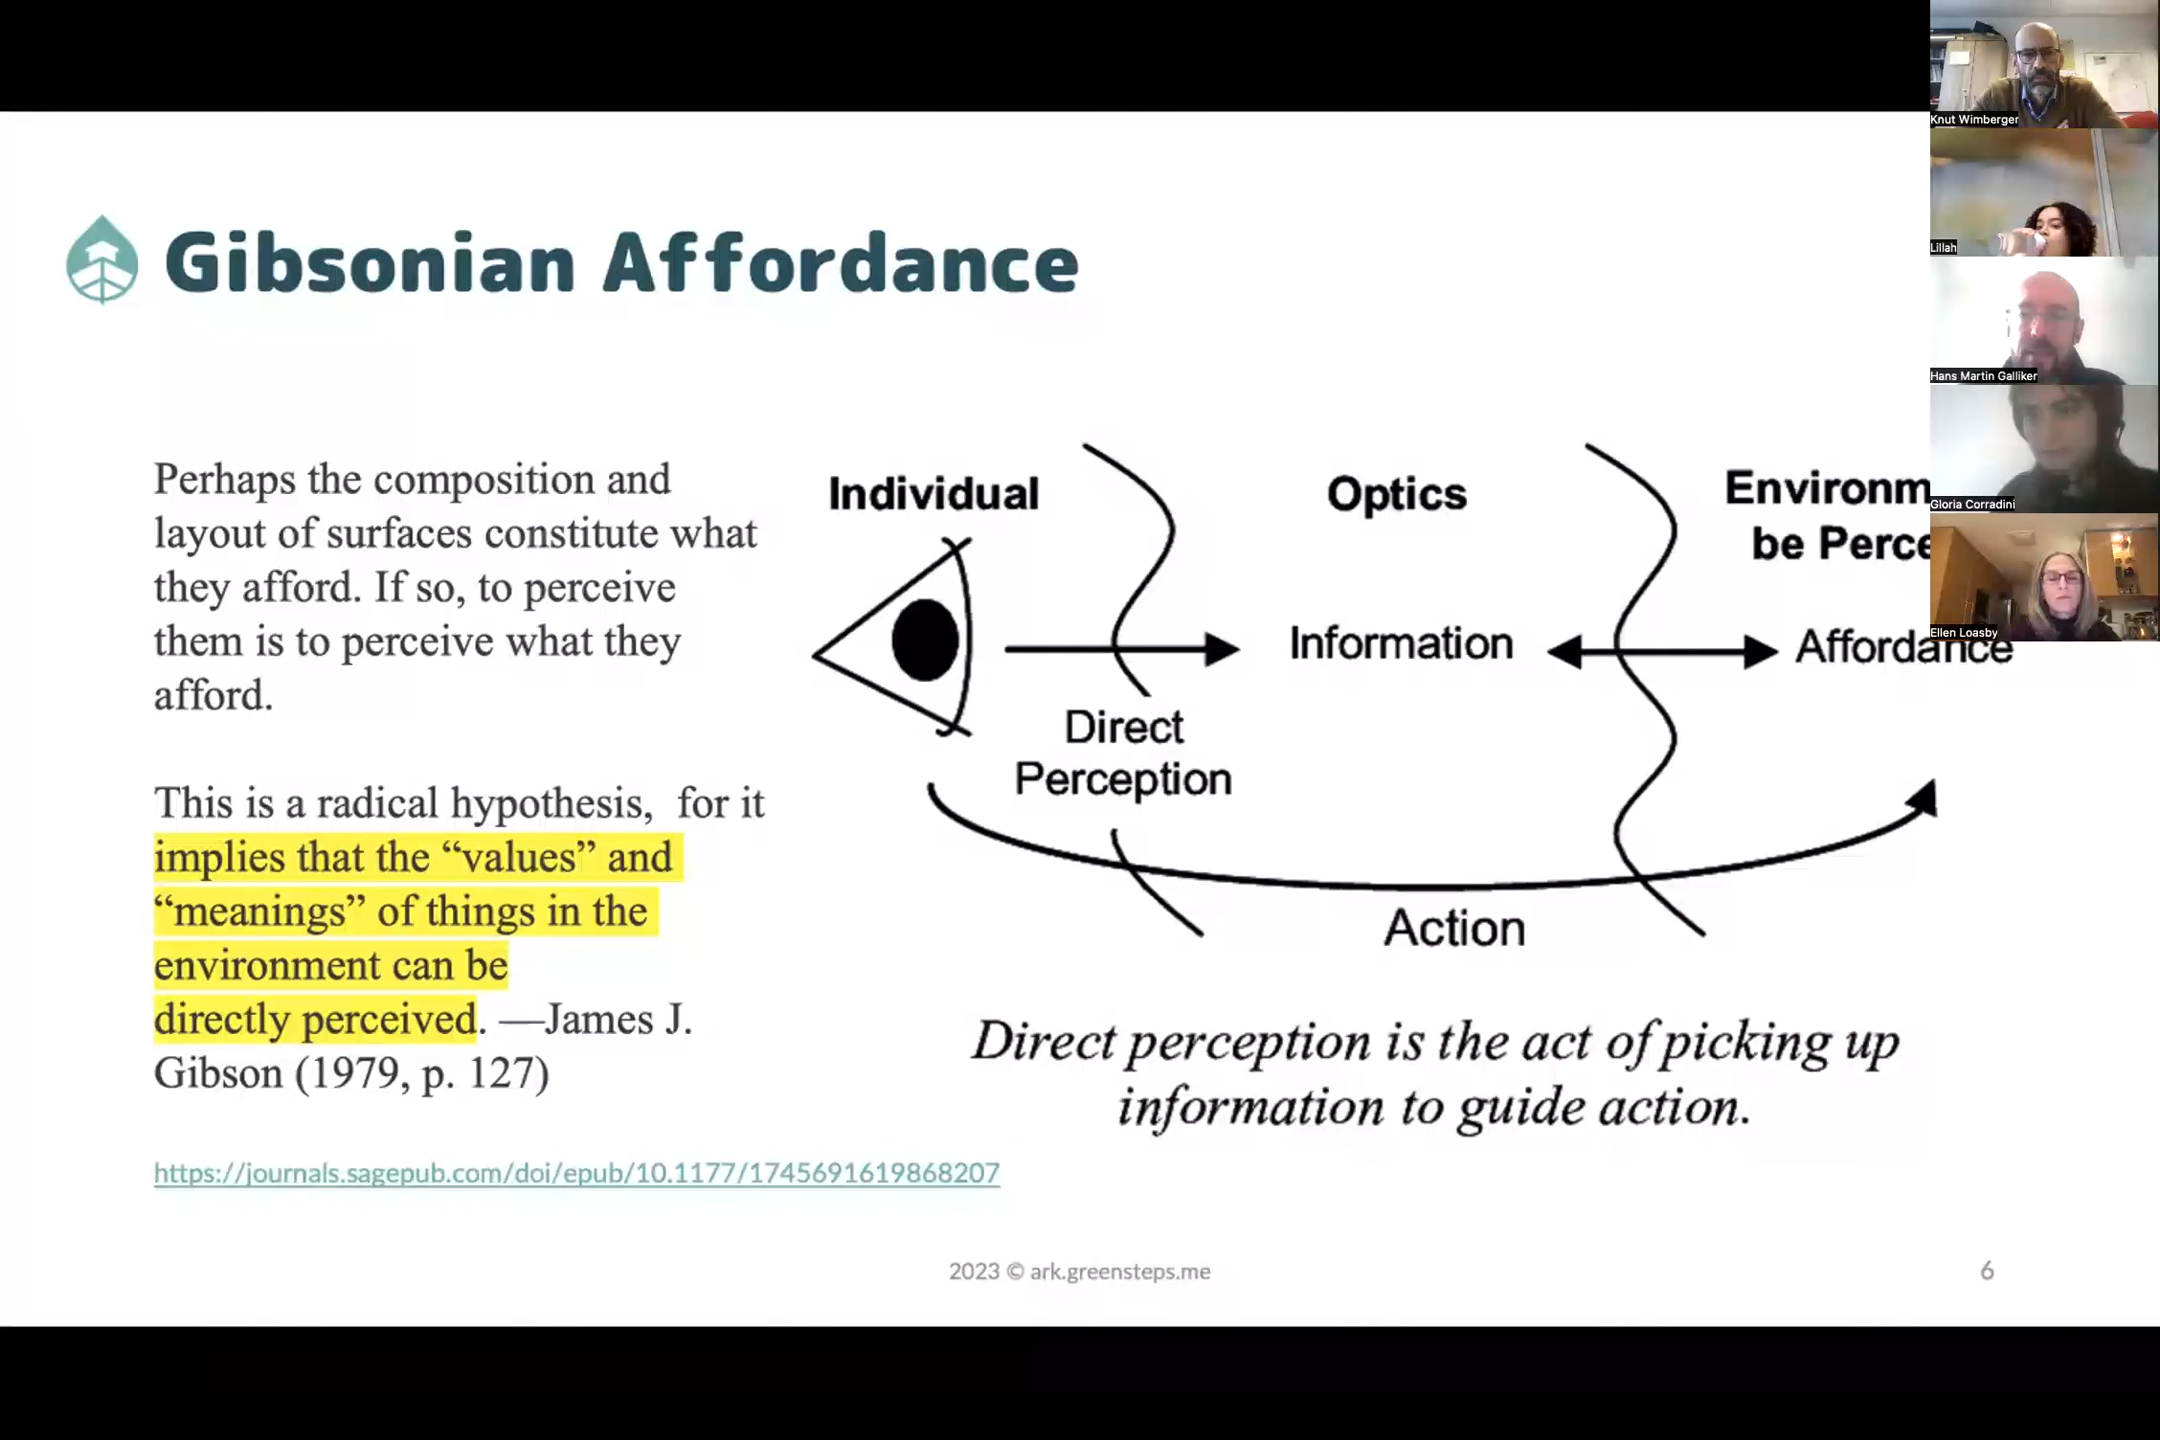 Gibsonian Affordance
Perhaps the composition and
layout of surfaces constitute what
they afford. If so, to perceive
them is to perceive what they
afford.
This is a radical hypothesis,  for it
implies that the “values” and
“meanings” of things in the
environment can be
directly perceived. —James J.
Gibson (1979, p. 127)
https://journals.sagepub.com/doi/epub/10.1177/1745691619868207
Individual
Optics
Environm
be Perce
Information
Affordance
Direct
Perception
Action
Direct perception is the act of picking up
information to guide action.
2023 © ark.greensteps.me
6
Knut Wimberger
Lillah
Hans Martin Galliker
Gloria Corradini
Ellen Loasby